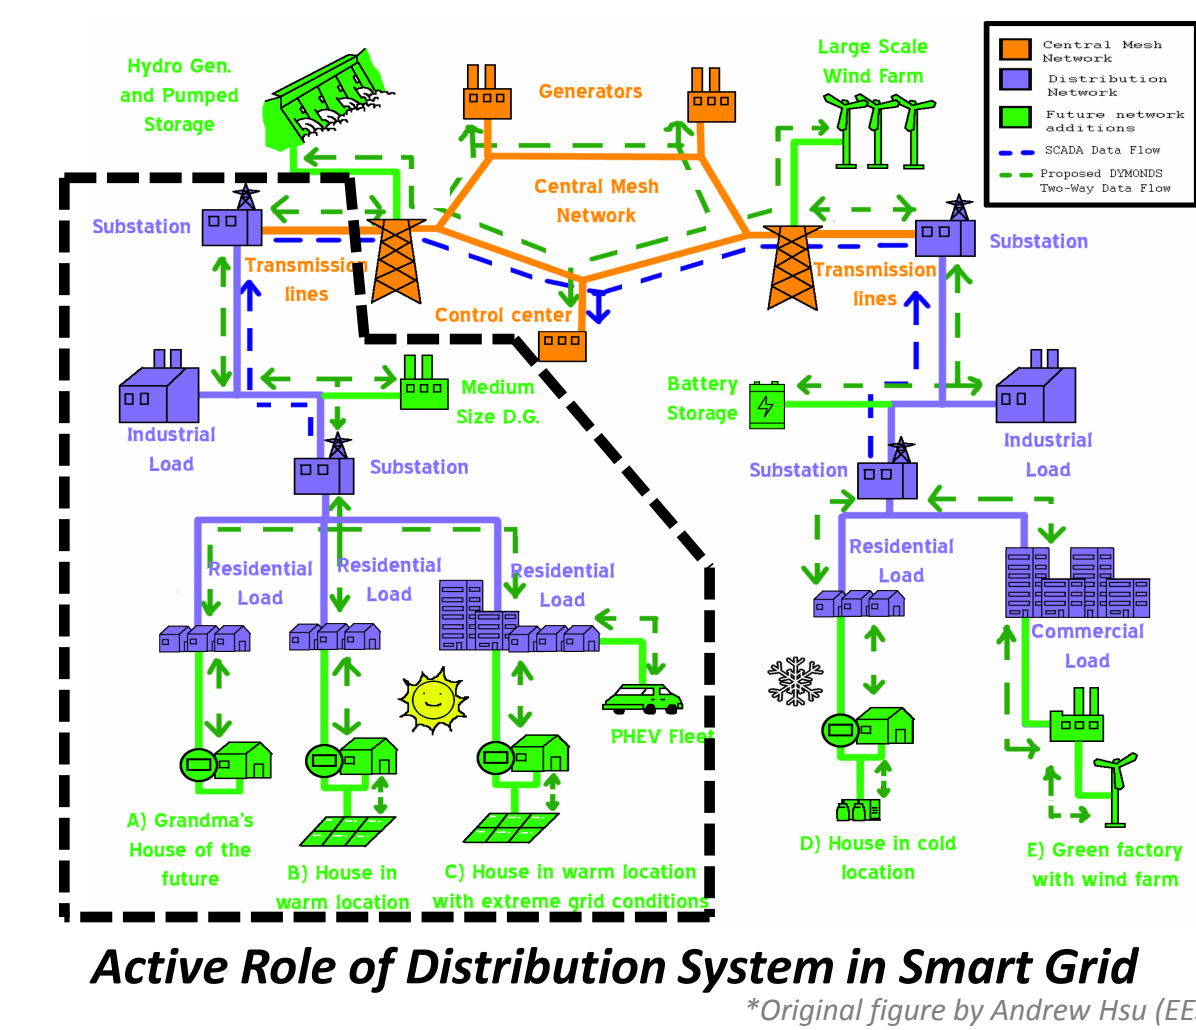 Hydro Gen.
and Pumped
Storage
Generators
Large Scale
Wind Farm
Central Mesh
Network
Distribution
Network
Future network
additions
SCADA Data Flow
Proposed DYMONDS
Two-Way Data Flow
Central Mesh
Network
Substation
Transmission
lines
Control center
Transmission
lines
Substation
Industrial
Load
Medium
Size D.G.
Substation
Battery
Storage
Substation
Industrial
Load
Residential
Load
Residential
Load
Residential
Load
Residential
Load
Commercial
Load
PHEV Fleet
A) Grandma's
House of the
future
B) House in
warm location
C) House in warm location
with extreme grid conditions
D) House in cold
location
E) Green factory
with wind farm
Active Role of Distribution System in Smart Grid
*Original figure by Andrew Hsu (EE